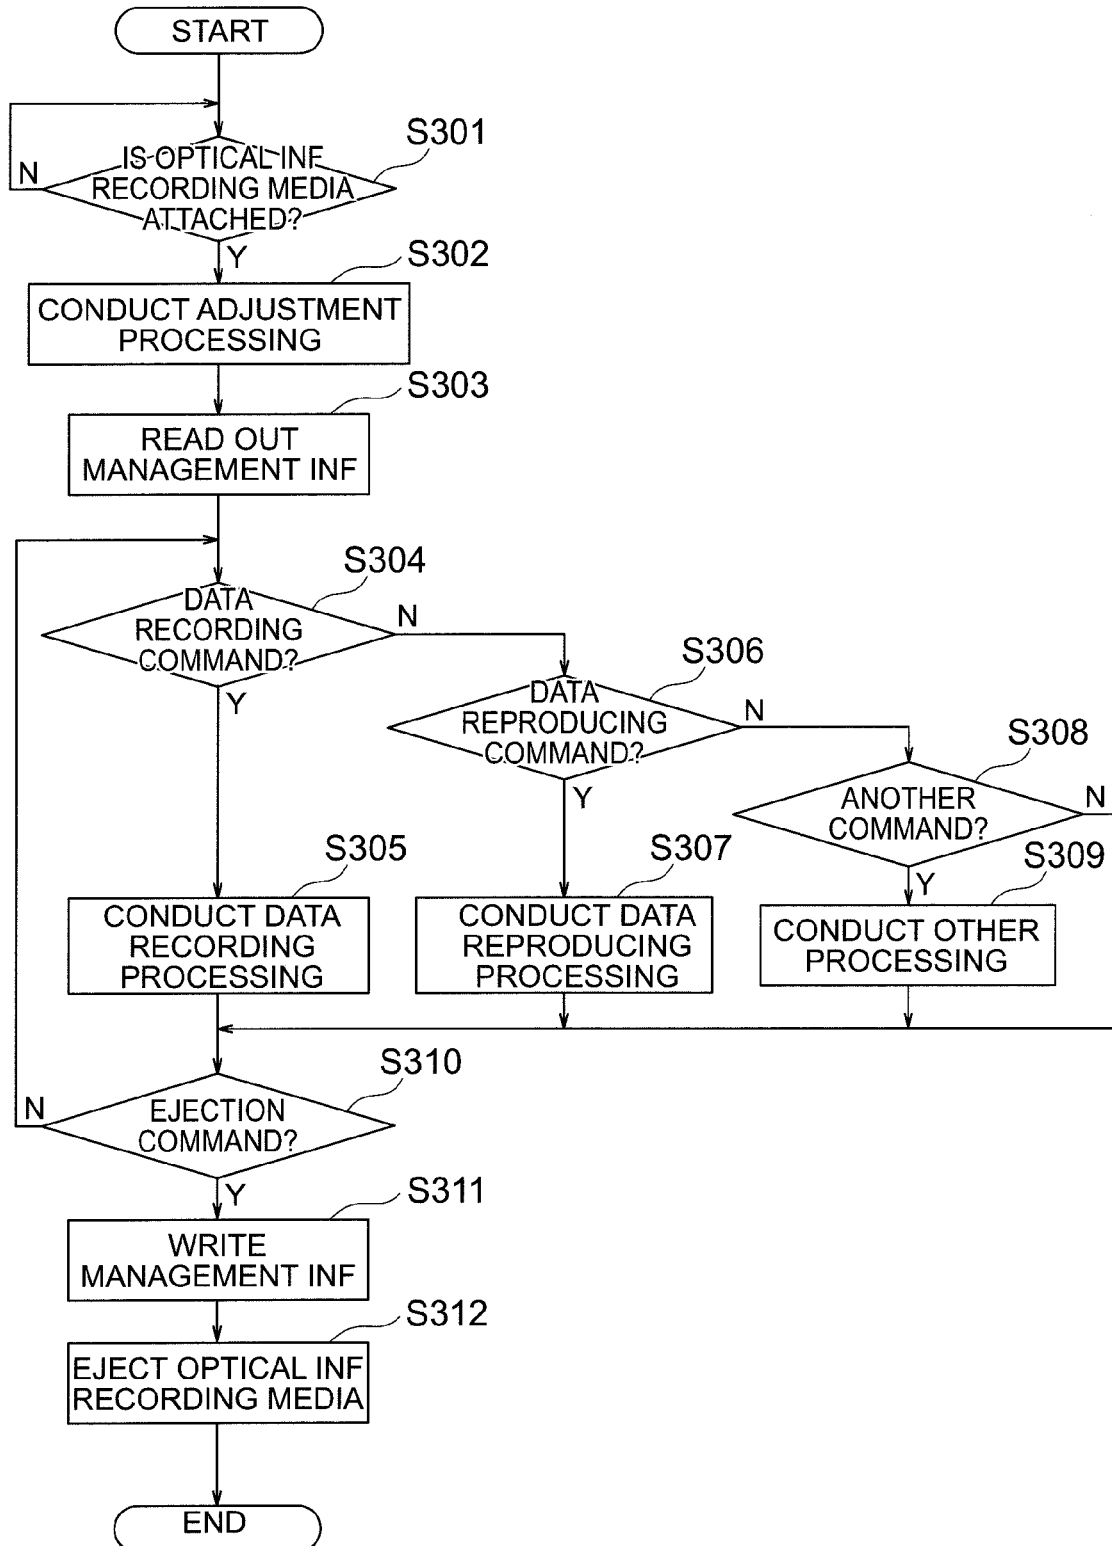 START
S301
IS OPTICAL INF
RECORDING MEDIA
ATTACHED?
N
Y
S302
CONDUCT ADJUSTMENT
PROCESSING
S303
READ OUT
MANAGEMENT INF
S304
DATA
RECORDING
COMMAND?
N
Y
S306
DATA
REPRODUCING
COMMAND?
N
Y
S308
ANOTHER
COMMAND?
N
Y
S305
CONDUCT DATA
RECORDING
PROCESSING
S307
CONDUCT DATA
REPRODUCING
PROCESSING
S309
CONDUCT OTHER
PROCESSING
S310
EJECTION
COMMAND?
N
Y
S311
WRITE
MANAGEMENT INF
S312
EJECT OPTICAL INF
RECORDING MEDIA
END